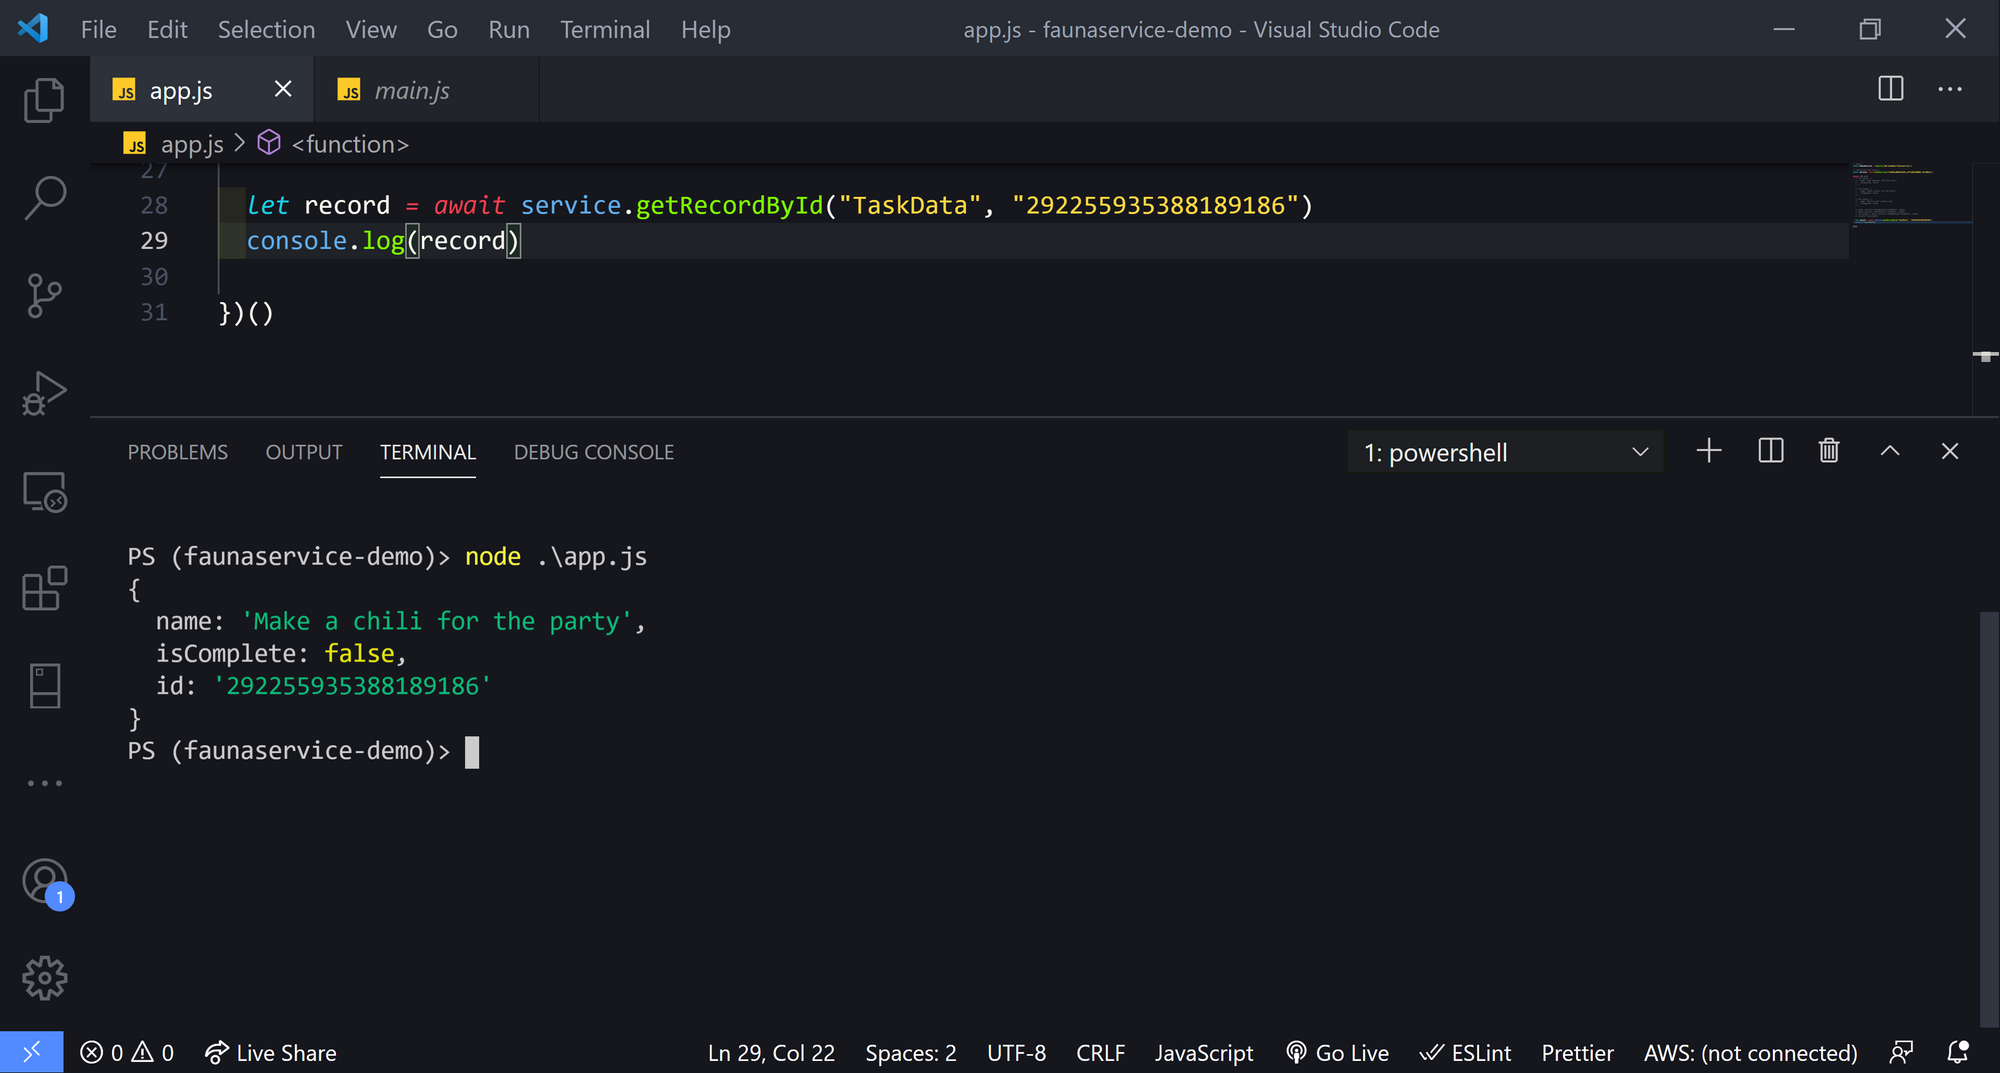 File Edit Selection View Go Run Terminal Help app.js - faunaservice-demo - Visual Studio Code
JS app.js JS main.js
JS app.js > <function>
27
28 let record = await service.getRecordById("TaskData", "292255935388189186")
29 console.log(record)
30
31 })()
PROBLEMS OUTPUT TERMINAL DEBUG CONSOLE 1: powershell
PS (faunaservice-demo)> node .\app.js
{
name: 'Make a chili for the party',
isComplete: false,
id: '292255935388189186'
}
PS (faunaservice-demo)>
1
0 0 Live Share Ln 29, Col 22 Spaces: 2 UTF-8 CRLF JavaScript Go Live ESLint Prettier AWS: (not connected)